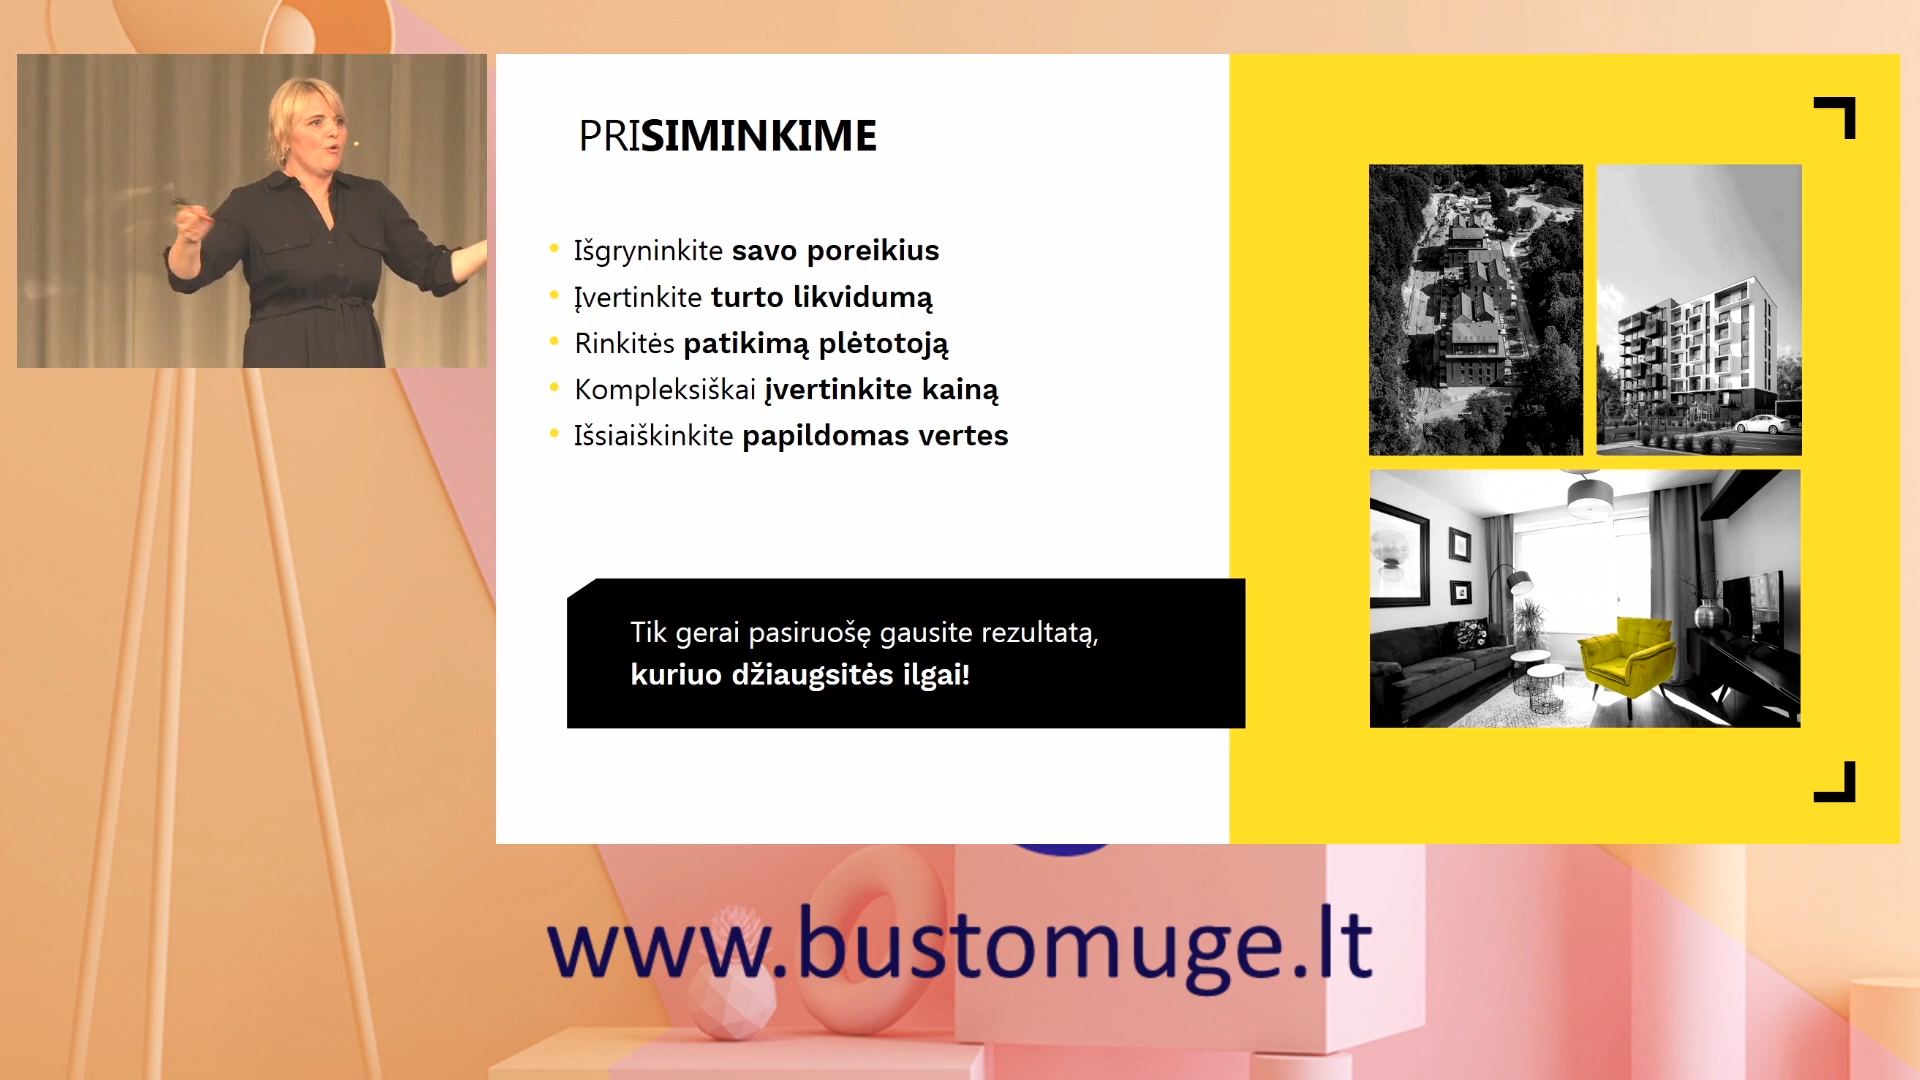 PRISIMINKIME
Išgryninkite savo poreikius
Įvertinkite turto likvidumą
Rinkitės patikimą plėtotoją
Kompleksiškai įvertinkite kainą
Išsiaiškinkite papildomas vertes
Tik gerai pasiruošę gausite rezultatą,
kuriuo džiaugsitės ilgai!
www.bustomuge.lt